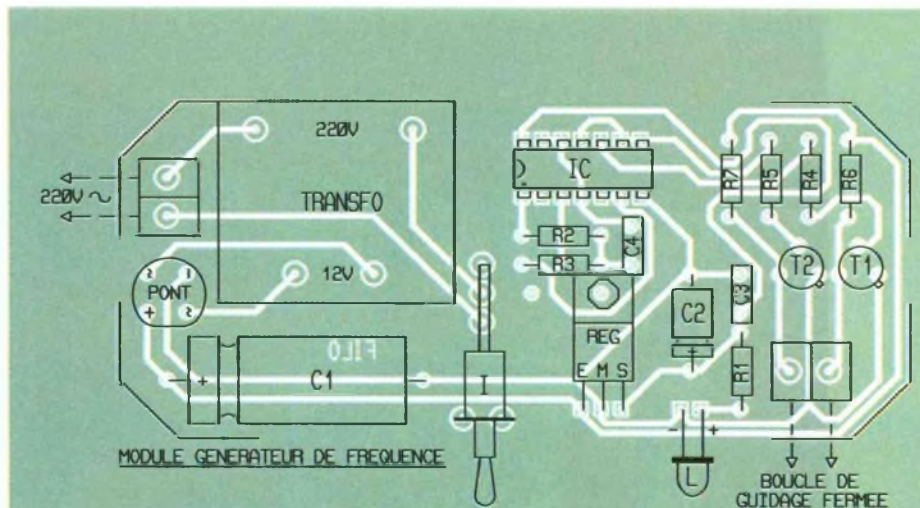 220V
220V ~
TRANSFO
12V
PONT
~ -
+ ~
C1
+
-
FILO
I
MODULE GENERATEUR DE FREQUENCE
IC
R2
R3
C4
REG
E M S
C2
+
C3
R1
R7
R5
R4
R6
T2
T1
- +
L
BOUCLE DE
GUIDAGE FERMEE